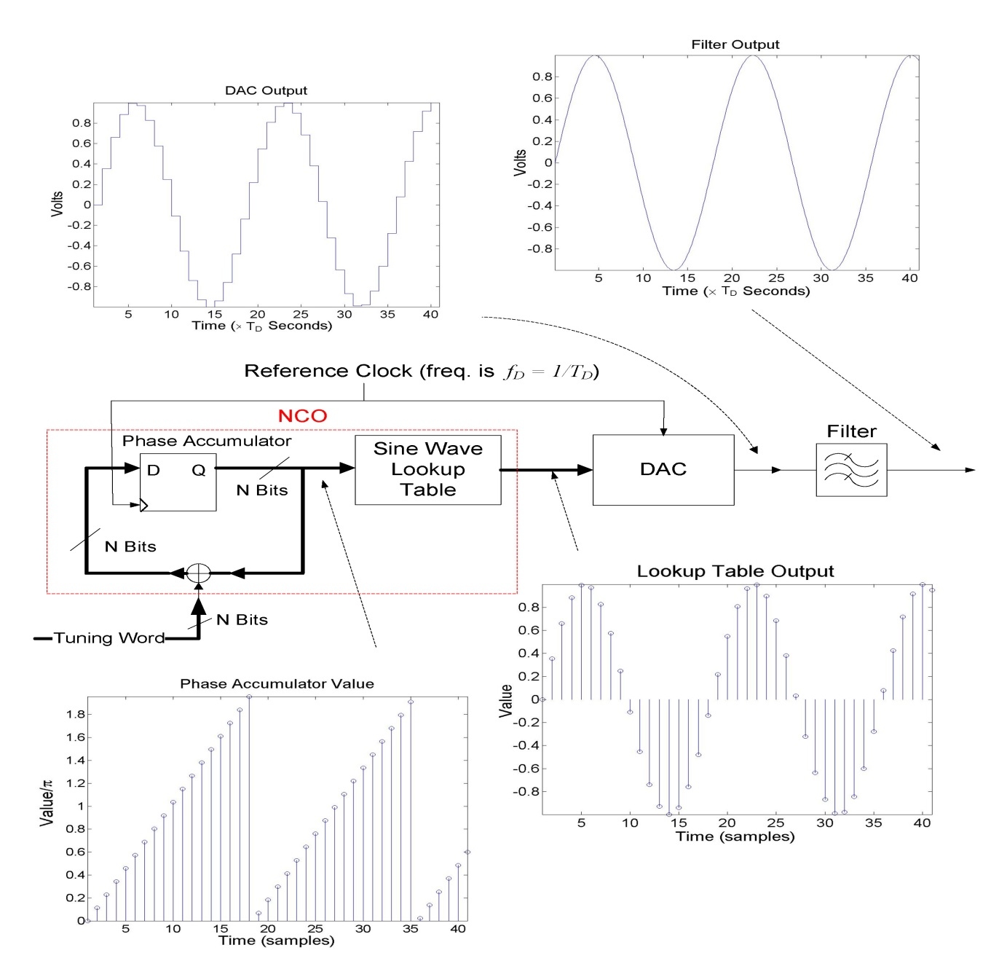 DAC Output
Volts
0.8
0.6
0.4
0.2
0
-0.2
-0.4
-0.6
-0.8
5 10 15 20 25 30 35 40
Time (× T_D Seconds)
Filter Output
Volts
0.8
0.6
0.4
0.2
0
-0.2
-0.4
-0.6
-0.8
5 10 15 20 25 30 35 40
Time (× T_D Seconds)
Reference Clock (freq. is f_D = 1/T_D)
NCO
Phase Accumulator
D Q
N Bits
N Bits
N Bits
Tuning Word
Sine Wave
Lookup
Table
DAC
Filter
Phase Accumulator Value
Value/π
1.8
1.6
1.4
1.2
1
0.8
0.6
0.4
0.2
0
5 10 15 20 25 30 35 40
Time (samples)
Lookup Table Output
Value
0.8
0.6
0.4
0.2
0
-0.2
-0.4
-0.6
-0.8
5 10 15 20 25 30 35 40
Time (samples)